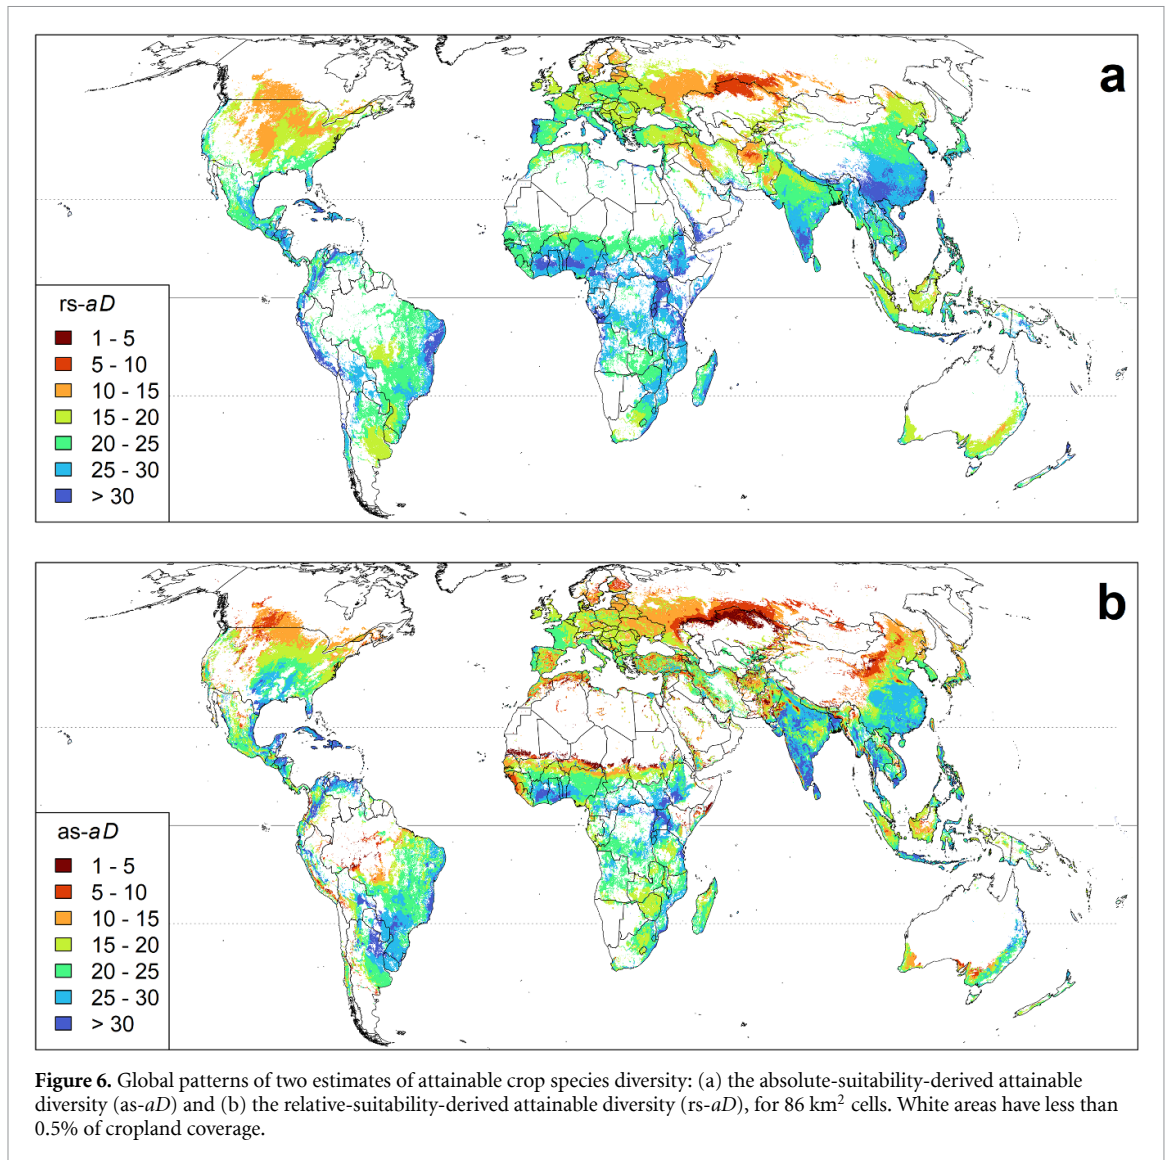 a
rs-aD
1 - 5
5 - 10
10 - 15
15 - 20
20 - 25
25 - 30
> 30
b
as-aD
1 - 5
5 - 10
10 - 15
15 - 20
20 - 25
25 - 30
> 30
Figure 6. Global patterns of two estimates of attainable crop species diversity: (a) the absolute-suitability-derived attainable
diversity (as-aD) and (b) the relative-suitability-derived attainable diversity (rs-aD), for 86 km² cells. White areas have less than
0.5% of cropland coverage.